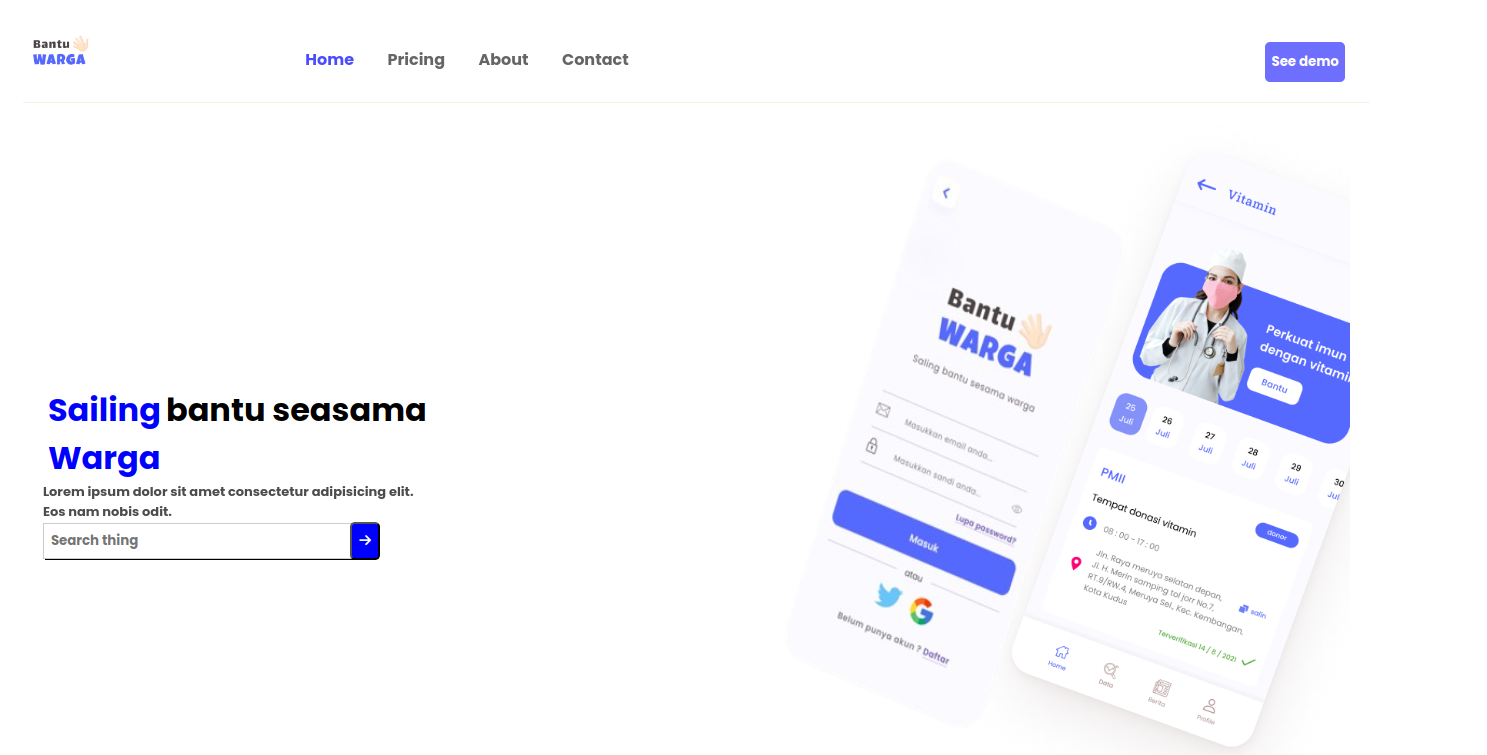 Bantu
WARGA
Home Pricing About Contact
See demo
Sailing bantu seasama
Warga
Lorem ipsum dolor sit amet consectetur adipisicing elit.
Eos nam nobis odit.
Search thing
Bantu
WARGA
Saling bantu sesama warga
Masukkan email anda...
Masukkan sandi anda...
Lupa password?
Masuk
atau
Belum punya akun ? Daftar
Vitamin
Perkuat imun
dengan vitamin
Bantu
25 Juli
26 Juli
27 Juli
28 Juli
29 Juli
30 Jul
PMII
Tempat donasi vitamin
donor
08 : 00 - 17 : 00
Jln. Raya meruya selatan depan,
Jl. H. Merin samping tol jorr No.7,
RT.9/RW.4, Meruya Sel., Kec. Kembangan,
Kota Kudus
salin
Terverifikasi 14 / 8 / 2021
Home
Data
Berita
Profile